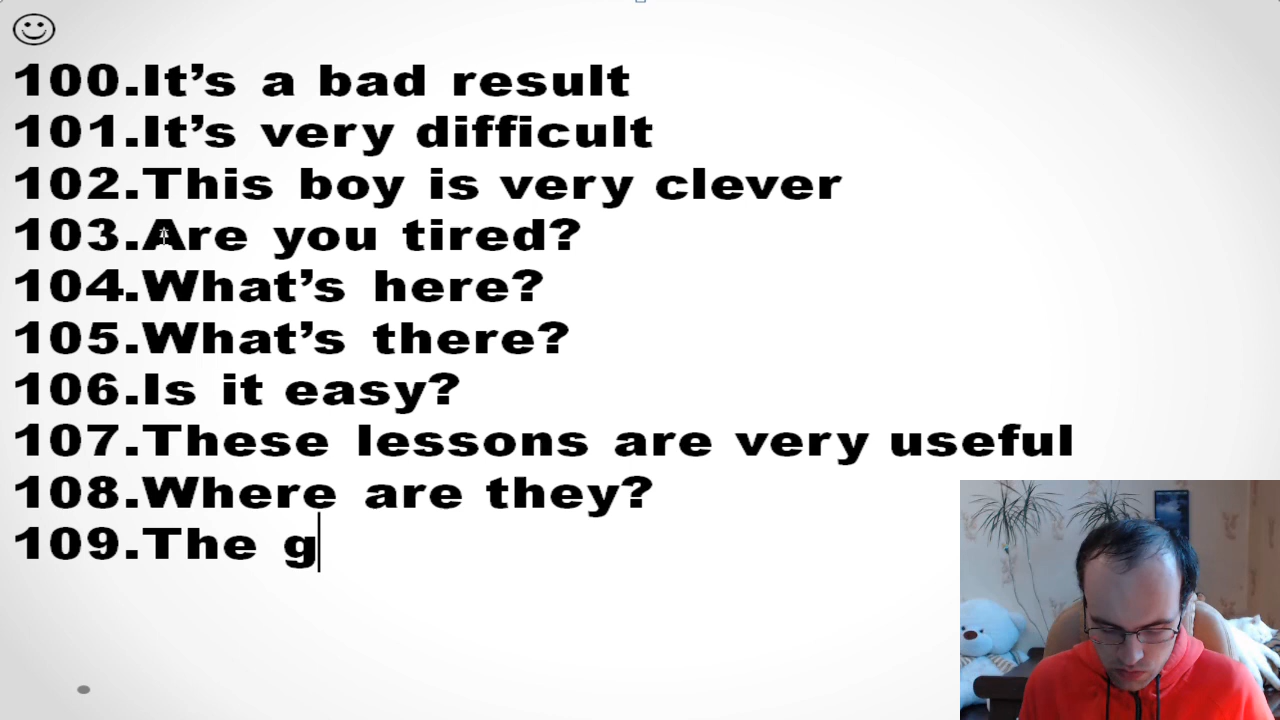 100.It’s a bad result
101.It’s very difficult
102.This boy is very clever
103.Are you tired?
104.What’s here?
105.What’s there?
106.Is it easy?
107.These lessons are very useful
108.Where are they?
109.The g